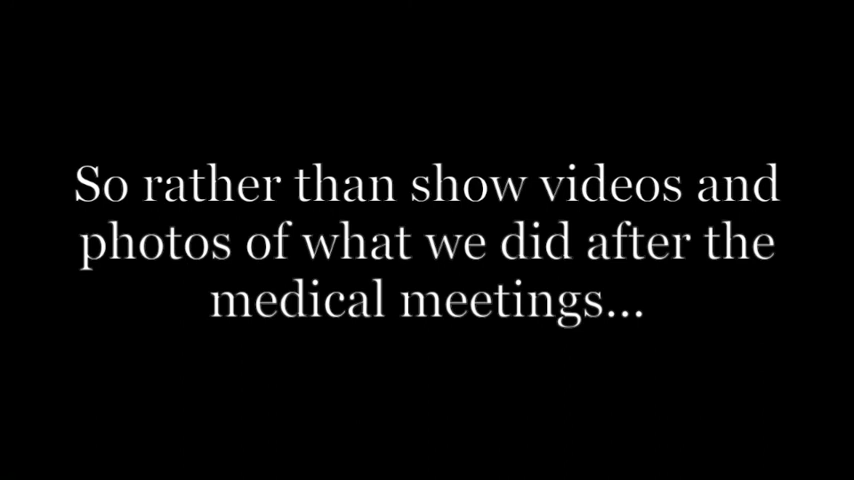 So rather than show videos and
photos of what we did after the
medical meetings...